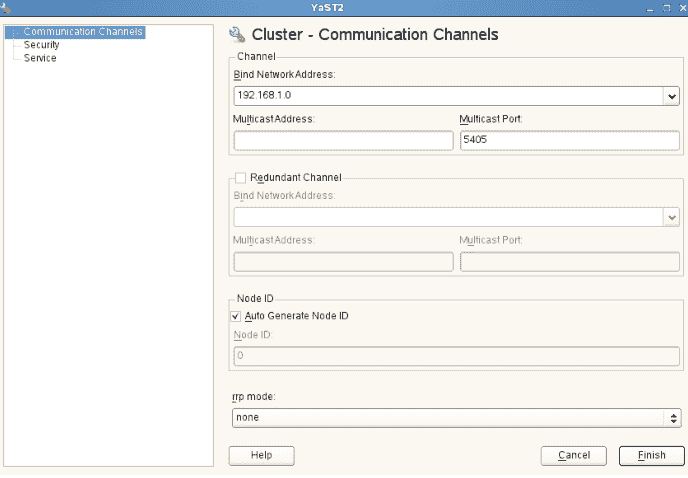 YaST2
Communication Channels
Security
Service
Cluster - Communication Channels
Channel
Bind Network Address:
192.168.1.0
Multicast Address: Multicast Port:
5405
Redundant Channel
Bind Network Address:
Multicast Address: Multicast Port:
Node ID
Auto Generate Node ID
Node ID:
0
rrp mode:
none
Help Cancel Finish